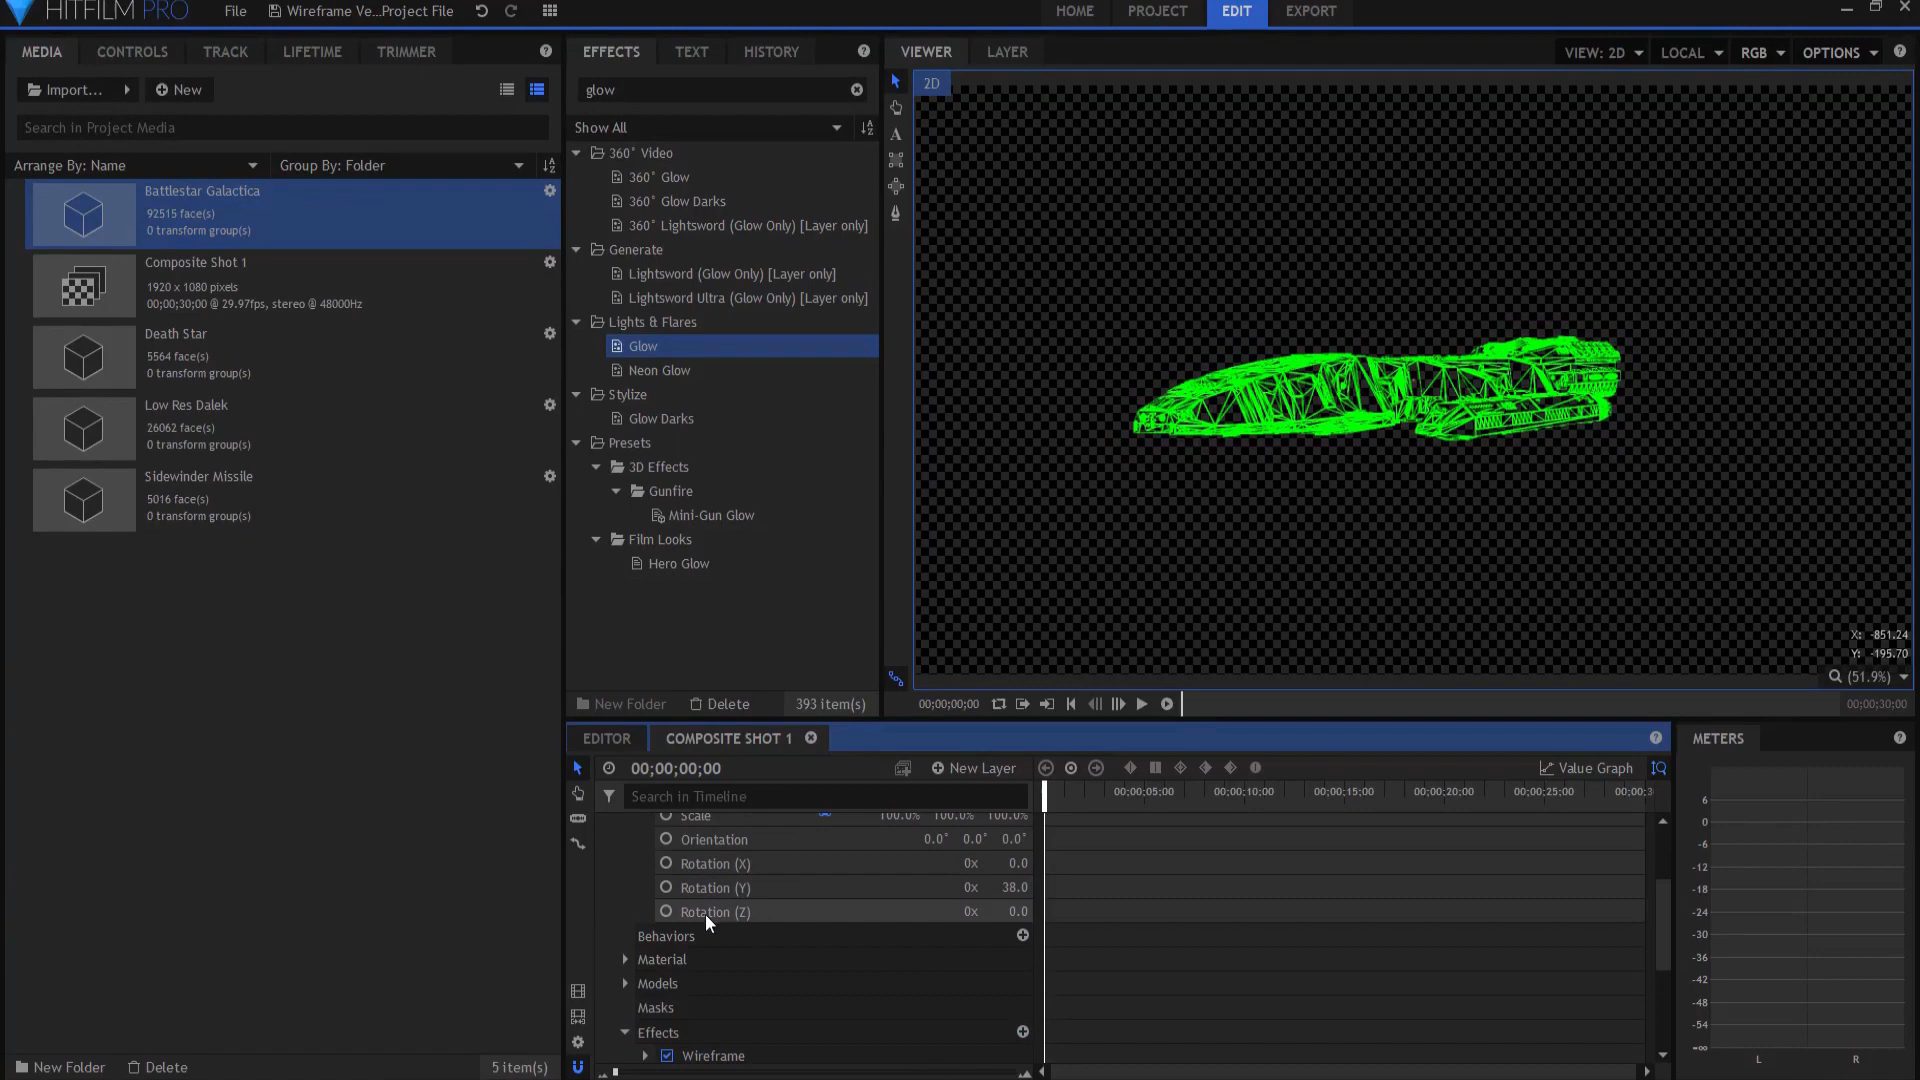 HITFILM PRO
File
Wireframe Ve...Project File
HOME
PROJECT
EDIT
EXPORT
MEDIA
CONTROLS
TRACK
LIFETIME
TRIMMER
Import...
New
Search in Project Media
Arrange By: Name
Group By: Folder
Battlestar Galactica
92515 face(s)
0 transform group(s)
Composite Shot 1
1920 x 1080 pixels
00;00;30;00 @ 29.97fps, stereo @ 48000Hz
Death Star
5564 face(s)
0 transform group(s)
Low Res Dalek
26062 face(s)
0 transform group(s)
Sidewinder Missile
5016 face(s)
0 transform group(s)
New Folder
Delete
5 item(s)
EFFECTS
TEXT
HISTORY
glow
Show All
360° Video
360° Glow
360° Glow Darks
360° Lightsword (Glow Only) [Layer only]
Generate
Lightsword (Glow Only) [Layer only]
Lightsword Ultra (Glow Only) [Layer only]
Lights & Flares
Glow
Neon Glow
Stylize
Glow Darks
Presets
3D Effects
Gunfire
Mini-Gun Glow
Film Looks
Hero Glow
New Folder
Delete
393 item(s)
VIEWER
LAYER
VIEW: 2D
LOCAL
RGB
OPTIONS
2D
X: -851.24
Y: -195.70
(51.9%)
00;00;00;00
00;00;30;00
EDITOR
COMPOSITE SHOT 1
00;00;00;00
New Layer
Value Graph
Search in Timeline
00;00;05;00 00;00;10;00 00;00;15;00 00;00;20;00 00;00;25;00 00;00;3
Scale 100.0% 100.0% 100.0%
Orientation 0.0° 0.0° 0.0°
Rotation (X) 0x 0.0
Rotation (Y) 0x 38.0
Rotation (Z) 0x 0.0
Behaviors
Material
Models
Masks
Effects
Wireframe
METERS
6
0
-6
-12
-18
-24
-30
-36
-42
-48
-54
-∞
L R